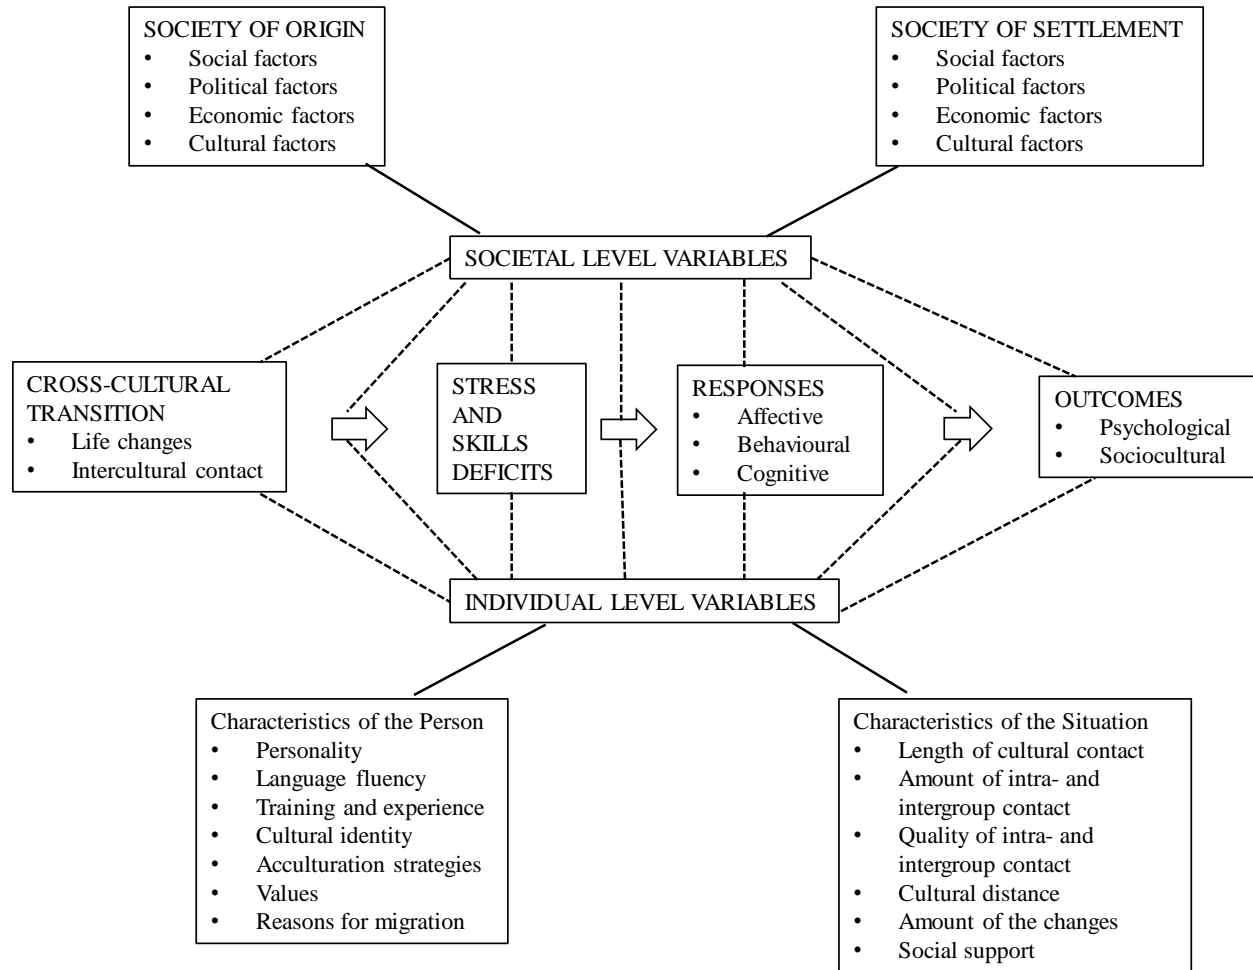 SOCIETY OF ORIGIN
• Social factors
• Political factors
• Economic factors
• Cultural factors
SOCIETY OF SETTLEMENT
• Social factors
• Political factors
• Economic factors
• Cultural factors
SOCIETAL LEVEL VARIABLES
CROSS-CULTURAL
TRANSITION
• Life changes
• Intercultural contact
STRESS
AND
SKILLS
DEFICITS
RESPONSES
• Affective
• Behavioural
• Cognitive
OUTCOMES
• Psychological
• Sociocultural
INDIVIDUAL LEVEL VARIABLES
Characteristics of the Person
• Personality
• Language fluency
• Training and experience
• Cultural identity
• Acculturation strategies
• Values
• Reasons for migration
Characteristics of the Situation
• Length of cultural contact
• Amount of intra- and
intergroup contact
• Quality of intra- and
intergroup contact
• Cultural distance
• Amount of the changes
• Social support